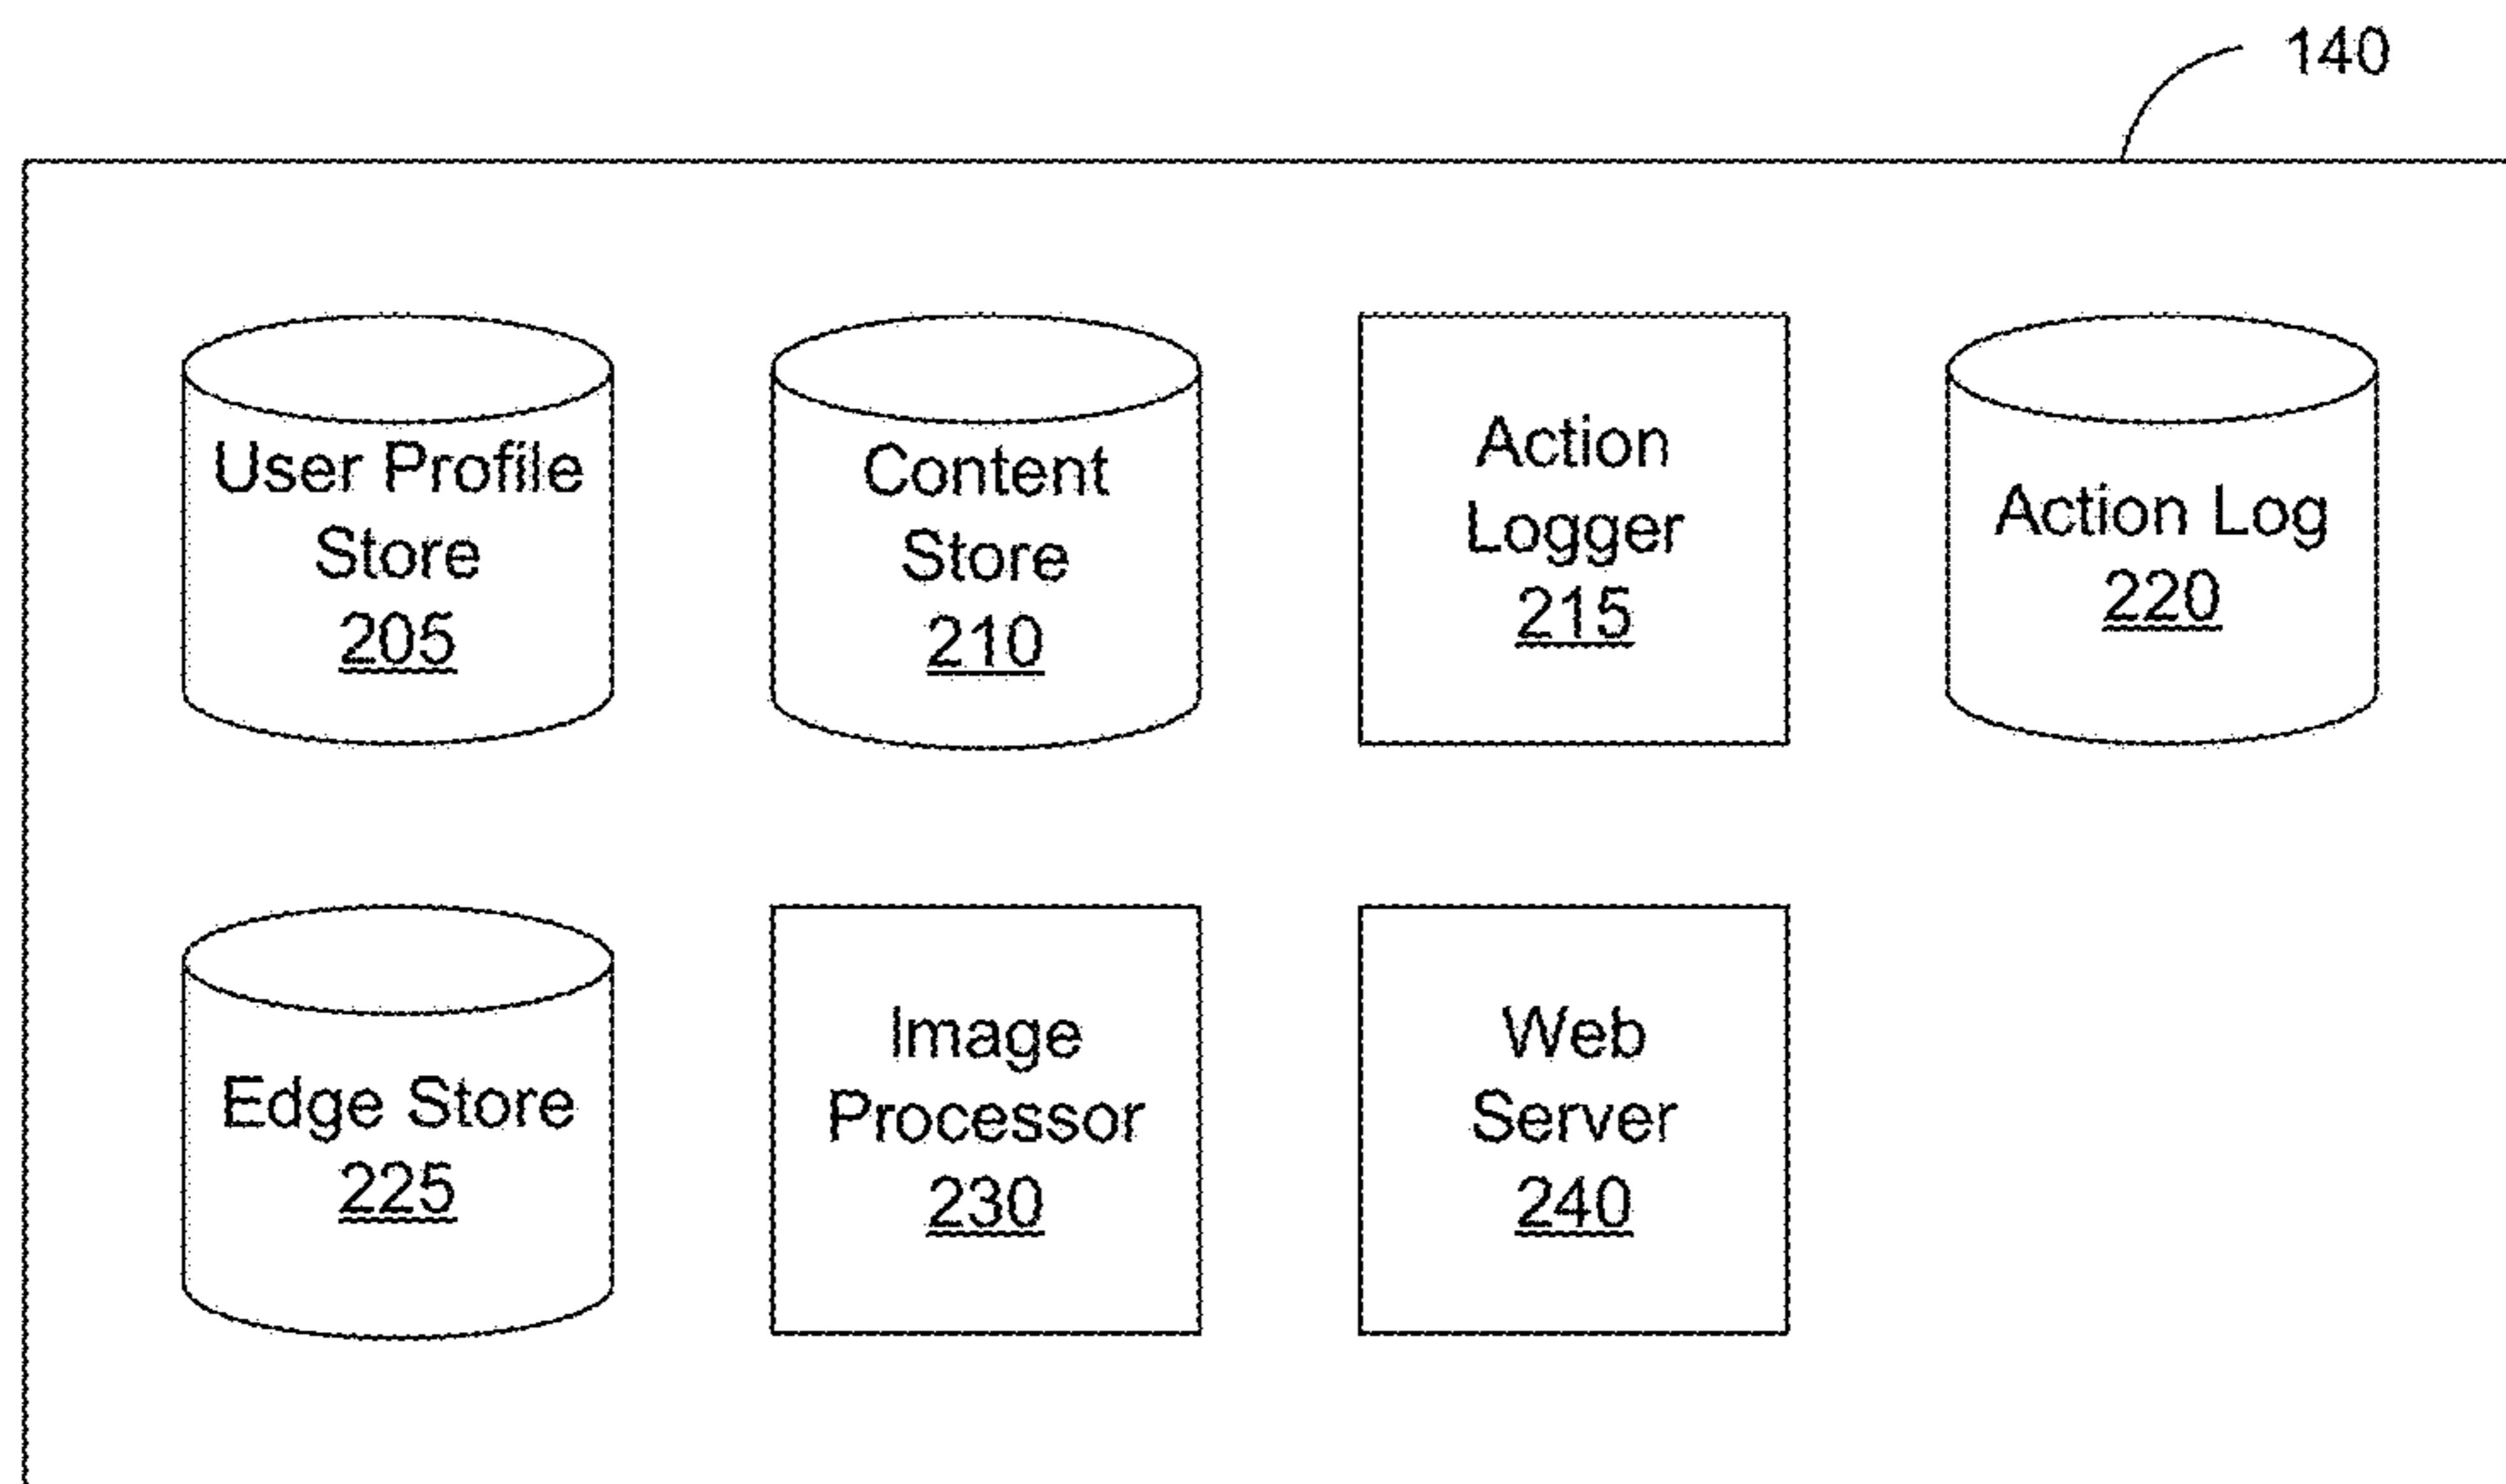 140
User Profile
Store
205
Content
Store
210
Action
Logger
215
Action Log
220
Edge Store
225
Image
Processor
230
Web
Server
240